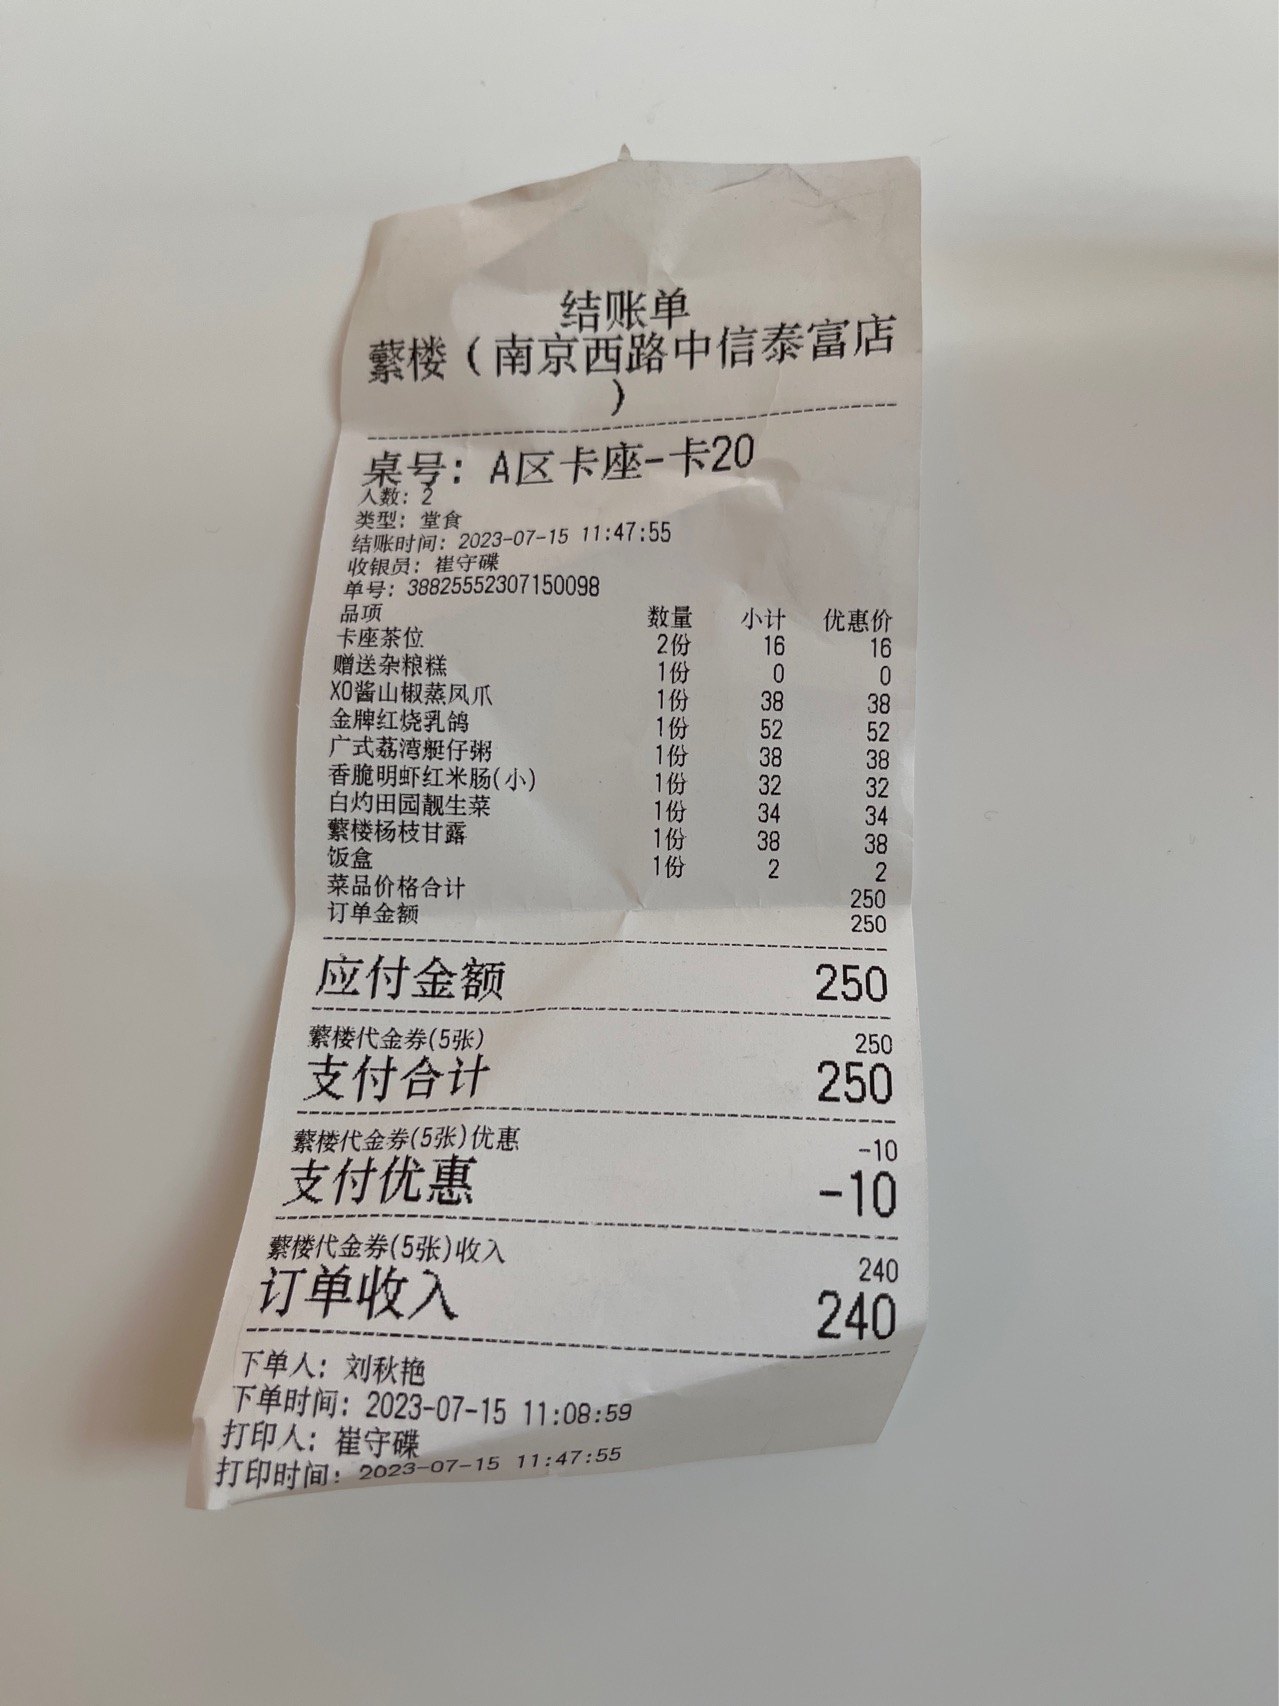 结账单
蘩楼（南京西路中信泰富店
）
桌号：A区卡座-卡20
人数：2
类型：堂食
结账时间：2023-07-15 11:47:55
收银员：崔守碟
单号：38825552307150098
品项 数量 小计 优惠价
卡座茶位 2份 16 16
赠送杂粮糕 1份 0 0
XO酱山椒蒸凤爪 1份 38 38
金牌红烧乳鸽 1份 52 52
广式荔湾艇仔粥 1份 38 38
香脆明虾红米肠(小) 1份 32 32
白灼田园靓生菜 1份 34 34
蘩楼杨枝甘露 1份 38 38
饭盒 1份 2 2
菜品价格合计 250
订单金额 250
应付金额 250
蘩楼代金券(5张) 250
支付合计 250
蘩楼代金券(5张)优惠 -10
支付优惠 -10
蘩楼代金券(5张)收入 240
订单收入 240
下单人：刘秋艳
下单时间：2023-07-15 11:08:59
打印人：崔守碟
打印时间：2023-07-15 11:47:55